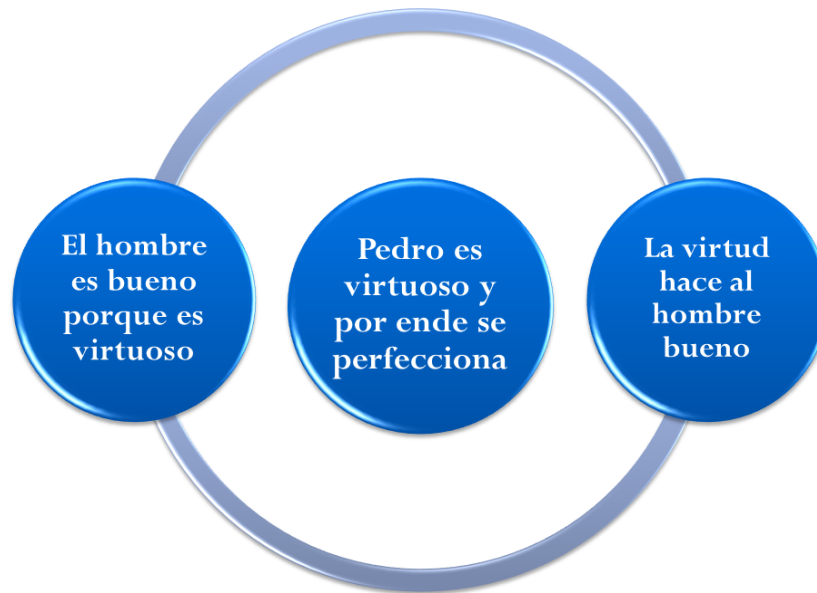 El hombre
es bueno
porque es
virtuoso
Pedro es
virtuoso y
por ende se
perfecciona
La virtud
hace al
hombre
bueno